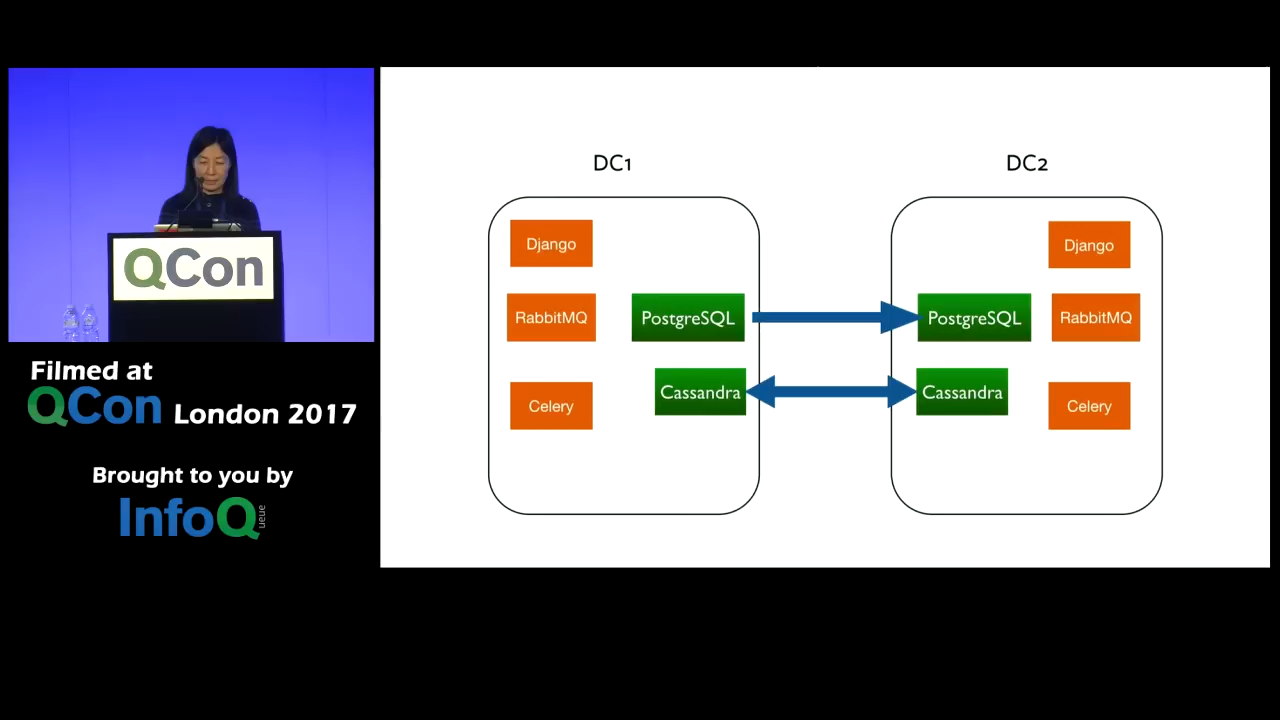 QCon
Filmed at
QCon London 2017
Brought to you by
InfoQ
ueue
DC1
DC2
Django
RabbitMQ
PostgreSQL
Cassandra
Celery
Django
PostgreSQL
RabbitMQ
Cassandra
Celery